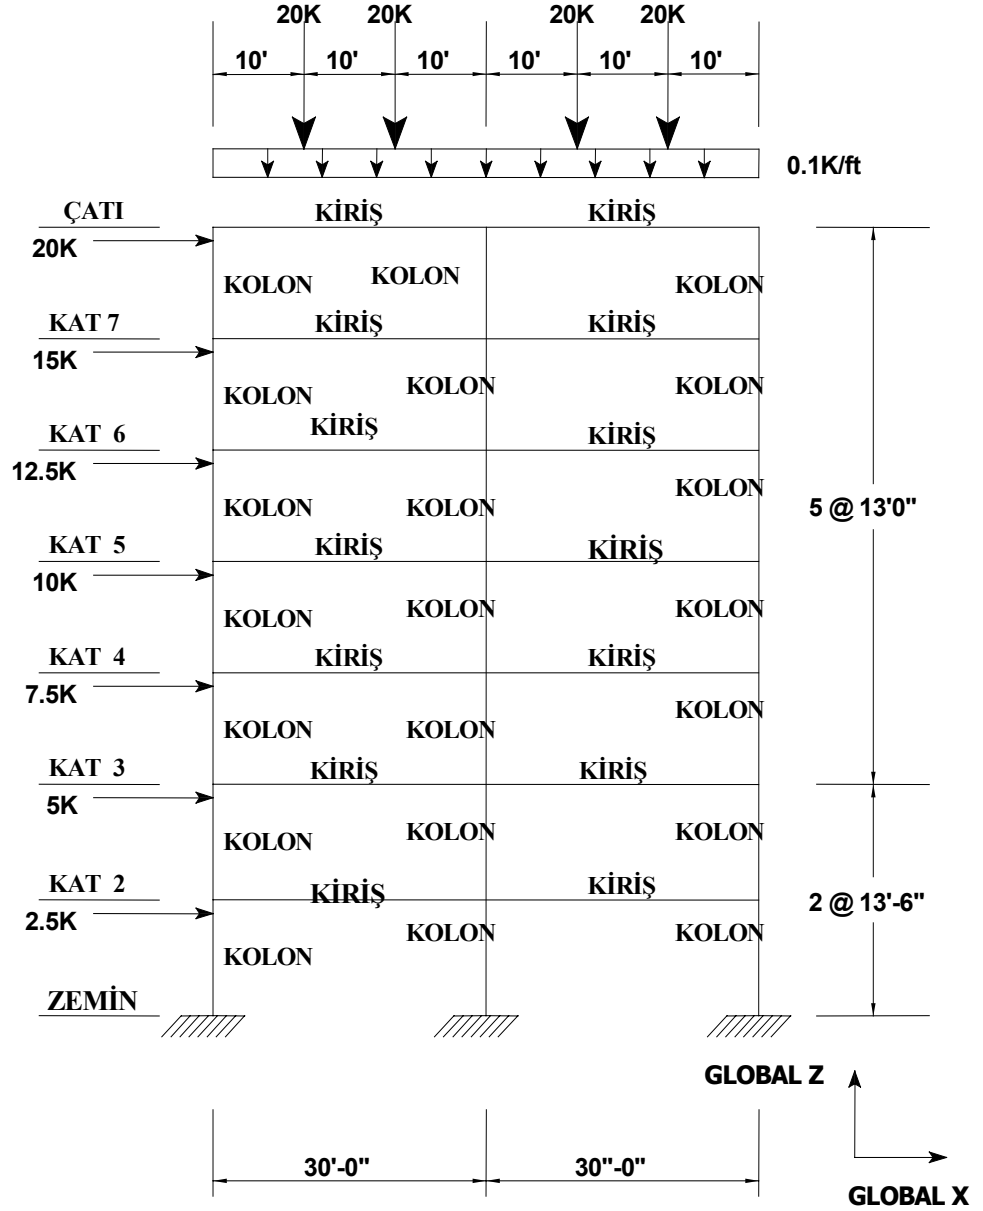 20K 20K 20K 20K
10' 10' 10' 10' 10' 10'
0.1K/ft
ÇATI KİRİŞ KİRİŞ
20K
KOLON KOLON KOLON
KAT 7 KİRİŞ KİRİŞ
15K
KOLON KOLON KOLON
KAT 6 KİRİŞ KİRİŞ
12.5K
KOLON KOLON KOLON
5 @ 13'0"
KAT 5 KİRİŞ KİRİŞ
10K
KOLON KOLON KOLON
KAT 4 KİRİŞ KİRİŞ
7.5K
KOLON KOLON KOLON
KAT 3 KİRİŞ KİRİŞ
5K
KOLON KOLON KOLON
KAT 2 KİRİŞ KİRİŞ
2 @ 13'-6"
2.5K
KOLON KOLON KOLON
ZEMİN
GLOBAL Z
30'-0" 30"-0"
GLOBAL X